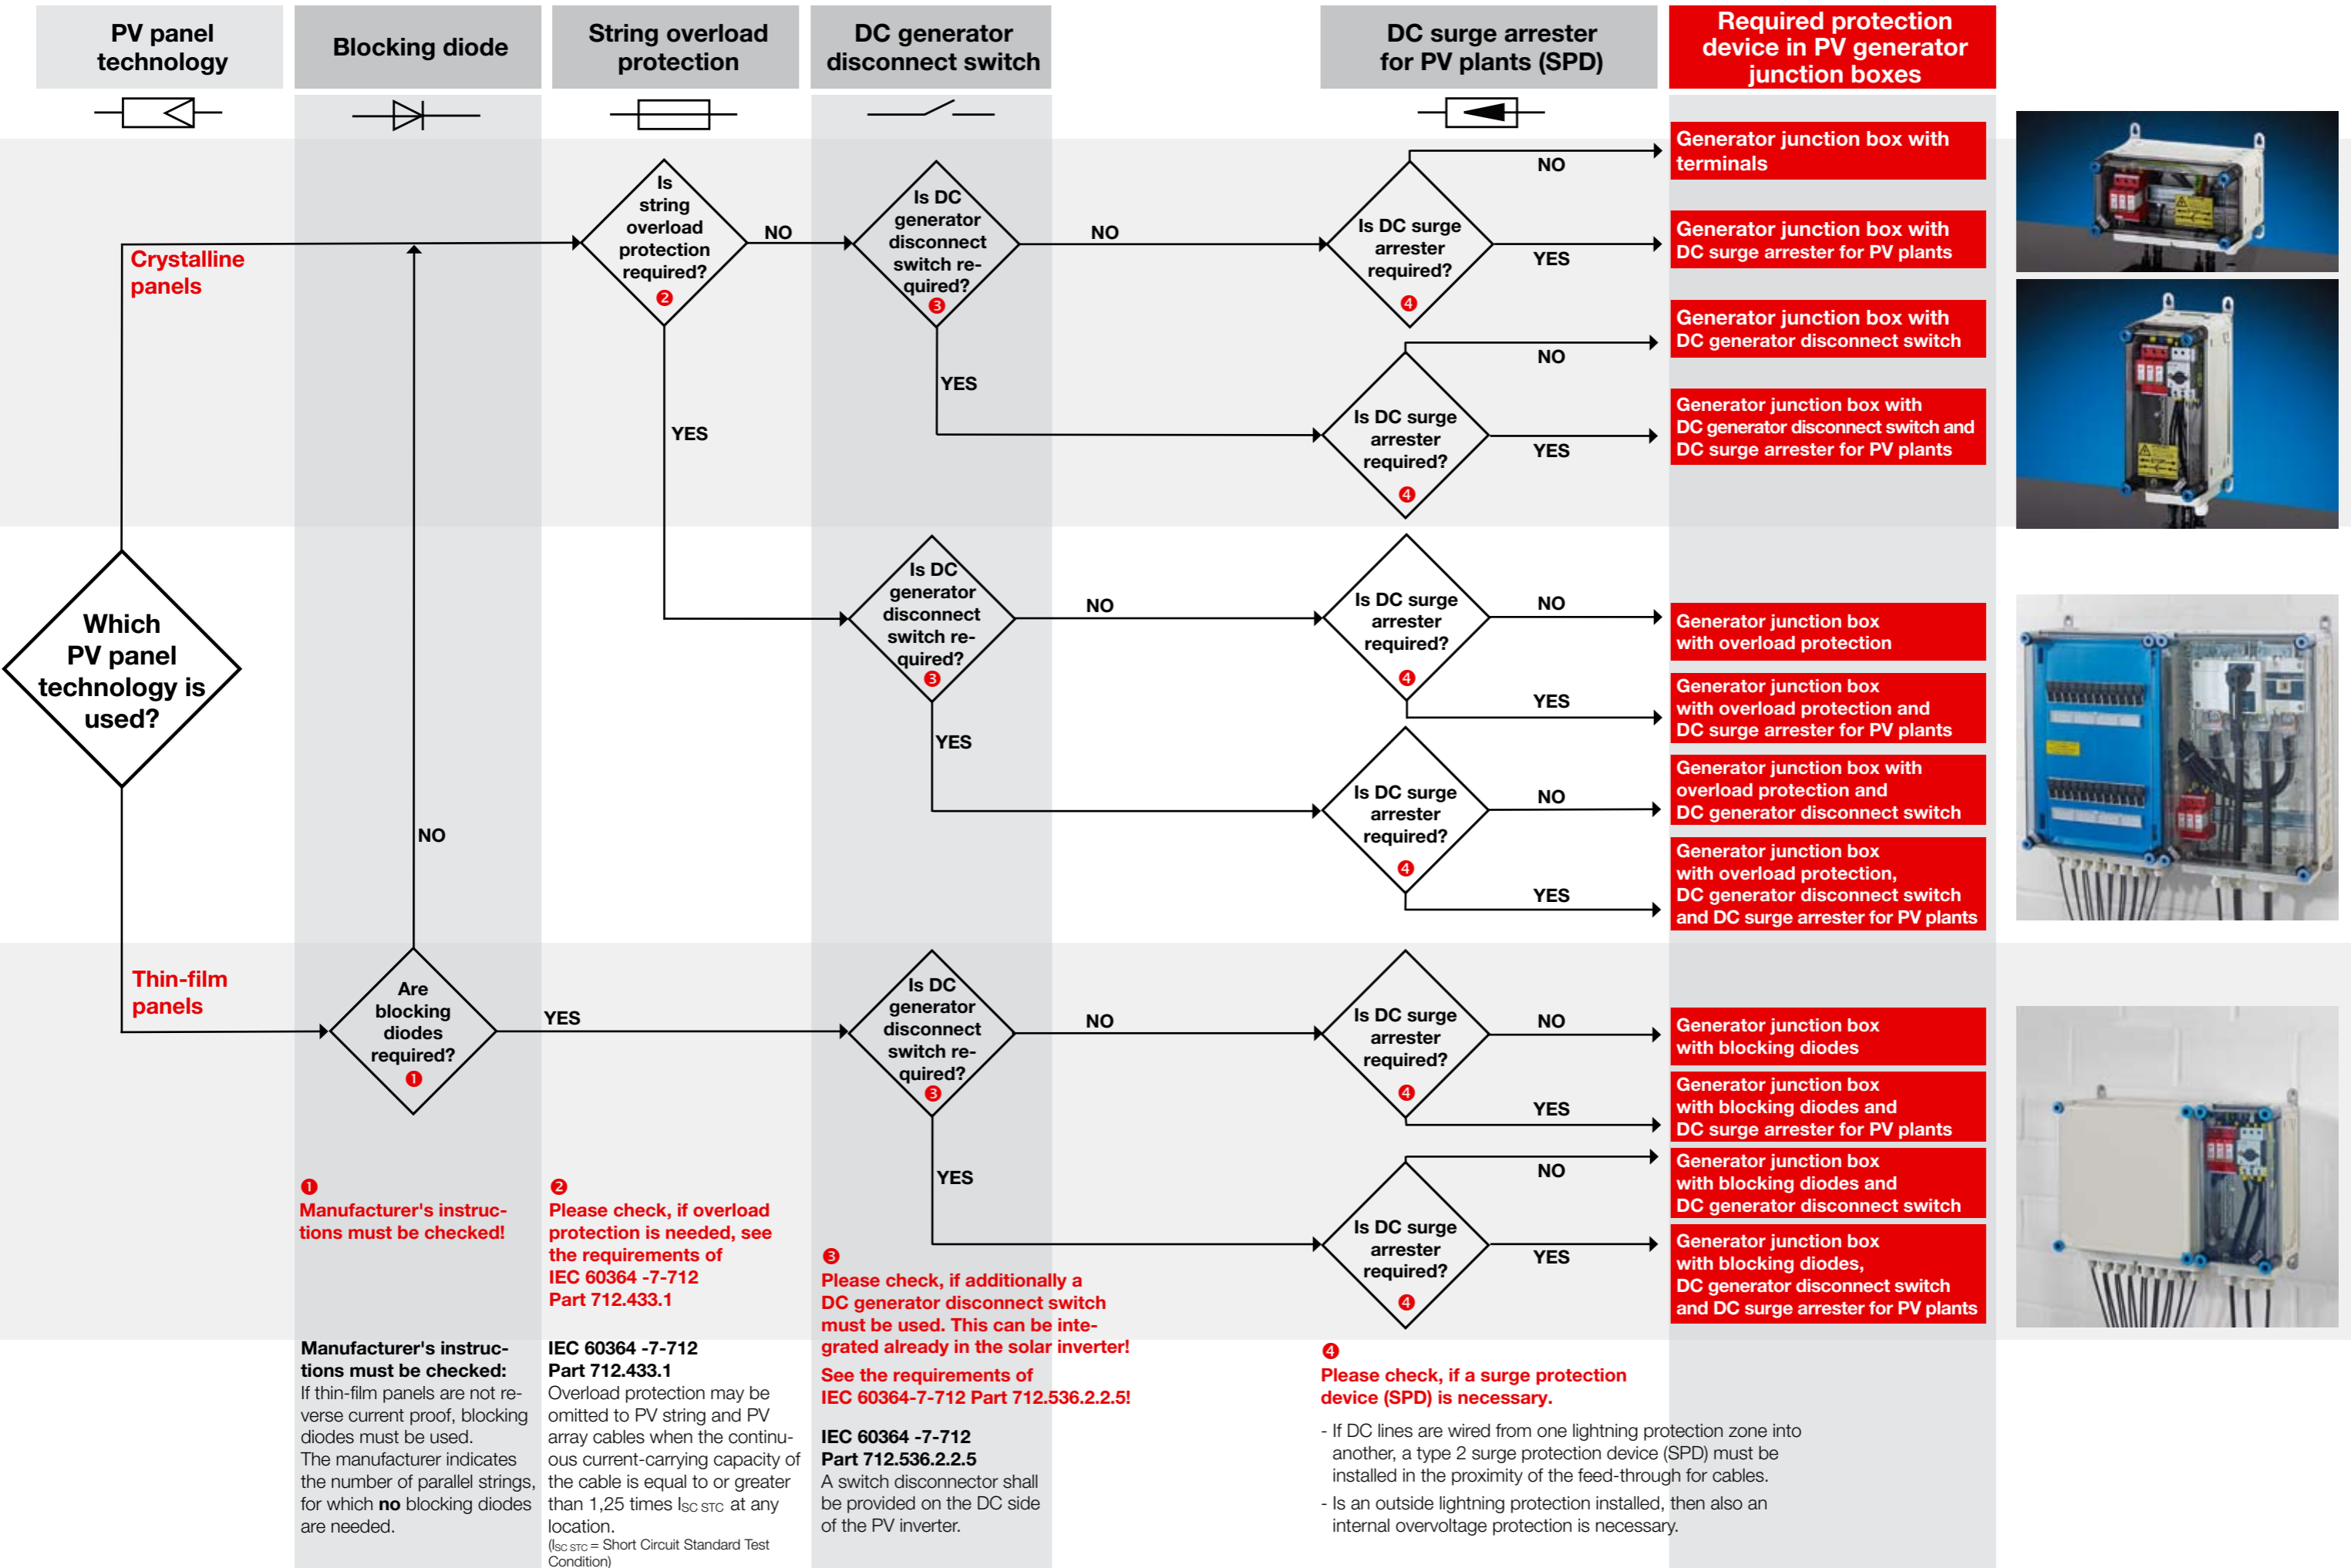 PV panel
technology
Blocking diode
String overload
protection
DC generator
disconnect switch
DC surge arrester
for PV plants (SPD)
Required protection
device in PV generator
junction boxes
Crystalline
panels
Is
string
overload
protection
required?
2
NO
YES
Is DC
generator
disconnect
switch re-
quired?
3
NO
YES
Is DC surge
arrester
required?
4
NO
YES
Generator junction box with
terminals
Generator junction box with
DC surge arrester for PV plants
Is DC surge
arrester
required?
4
NO
YES
Generator junction box with
DC generator disconnect switch
Generator junction box with
DC generator disconnect switch and
DC surge arrester for PV plants
Which
PV panel
technology is
used?
Is DC
generator
disconnect
switch re-
quired?
3
NO
YES
Is DC surge
arrester
required?
4
NO
YES
Generator junction box
with overload protection
Generator junction box
with overload protection and
DC surge arrester for PV plants
Is DC surge
arrester
required?
4
NO
YES
Generator junction box with
overload protection and
DC generator disconnect switch
Generator junction box
with overload protection,
DC generator disconnect switch
and DC surge arrester for PV plants
Thin-film
panels
Are
blocking
diodes
required?
1
NO
YES
Is DC
generator
disconnect
switch re-
quired?
3
NO
YES
Is DC surge
arrester
required?
4
NO
YES
Generator junction box
with blocking diodes
Generator junction box
with blocking diodes and
DC surge arrester for PV plants
Is DC surge
arrester
required?
4
NO
YES
Generator junction box
with blocking diodes and
DC generator disconnect switch
Generator junction box
with blocking diodes,
DC generator disconnect switch
and DC surge arrester for PV plants
1
Manufacturer's instruc-
tions must be checked!
Manufacturer's instruc-
tions must be checked:
If thin-film panels are not re-
verse current proof, blocking
diodes must be used.
The manufacturer indicates
the number of parallel strings,
for which no blocking diodes
are needed.
2
Please check, if overload
protection is needed, see
the requirements of
IEC 60364 -7-712
Part 712.433.1
IEC 60364 -7-712
Part 712.433.1
Overload protection may be
omitted to PV string and PV
array cables when the continu-
ous current-carrying capacity of
the cable is equal to or greater
than 1,25 times ISC STC at any
location.
(ISC STC = Short Circuit Standard Test
Condition)
3
Please check, if additionally a
DC generator disconnect switch
must be used. This can be inte-
grated already in the solar inverter!
See the requirements of
IEC 60364-7-712 Part 712.536.2.2.5!
IEC 60364 -7-712
Part 712.536.2.2.5
A switch disconnector shall
be provided on the DC side
of the PV inverter.
4
Please check, if a surge protection
device (SPD) is necessary.
- If DC lines are wired from one lightning protection zone into
another, a type 2 surge protection device (SPD) must be
installed in the proximity of the feed-through for cables.
- Is an outside lightning protection installed, then also an
internal overvoltage protection is necessary.